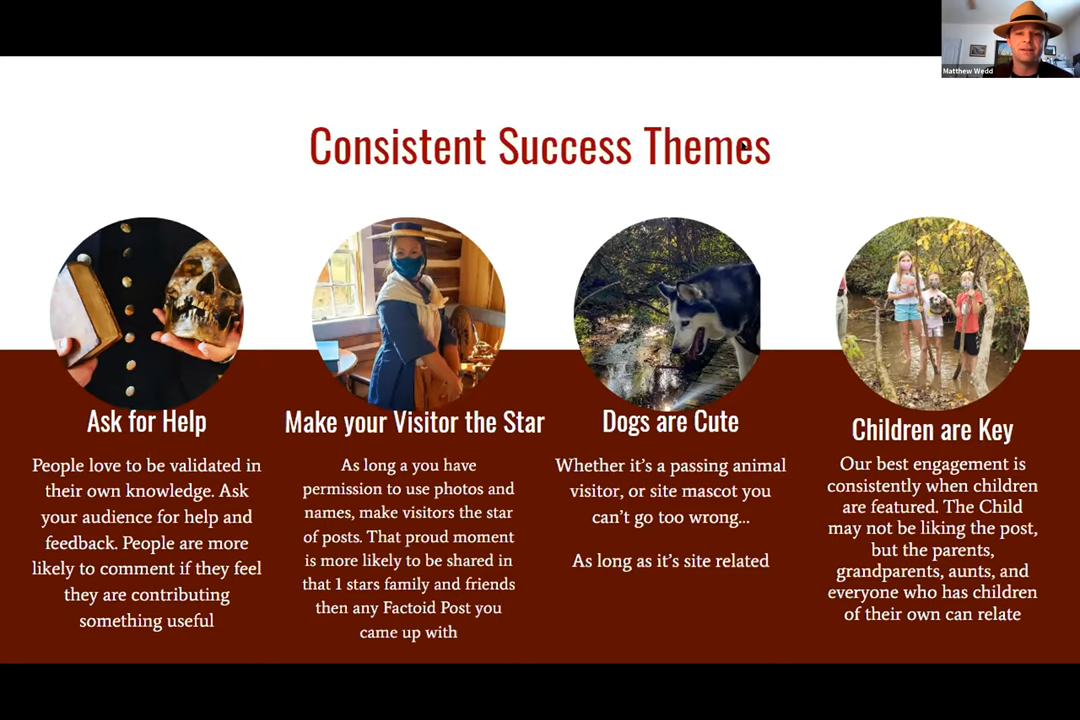 Matthew Wedd
Consistent Success Themes
Ask for Help
People love to be validated in
their own knowledge. Ask
your audience for help and
feedback. People are more
likely to comment if they feel
they are contributing
something useful
Make your Visitor the Star
As long a you have
permission to use photos and
names, make visitors the star
of posts. That proud moment
is more likely to be shared in
that 1 stars family and friends
then any Factoid Post you
came up with
Dogs are Cute
Whether it's a passing animal
visitor, or site mascot you
can't go too wrong...
As long as it's site related
Children are Key
Our best engagement is
consistently when children
are featured. The Child
may not be liking the post,
but the parents,
grandparents, aunts, and
everyone who has children
of their own can relate